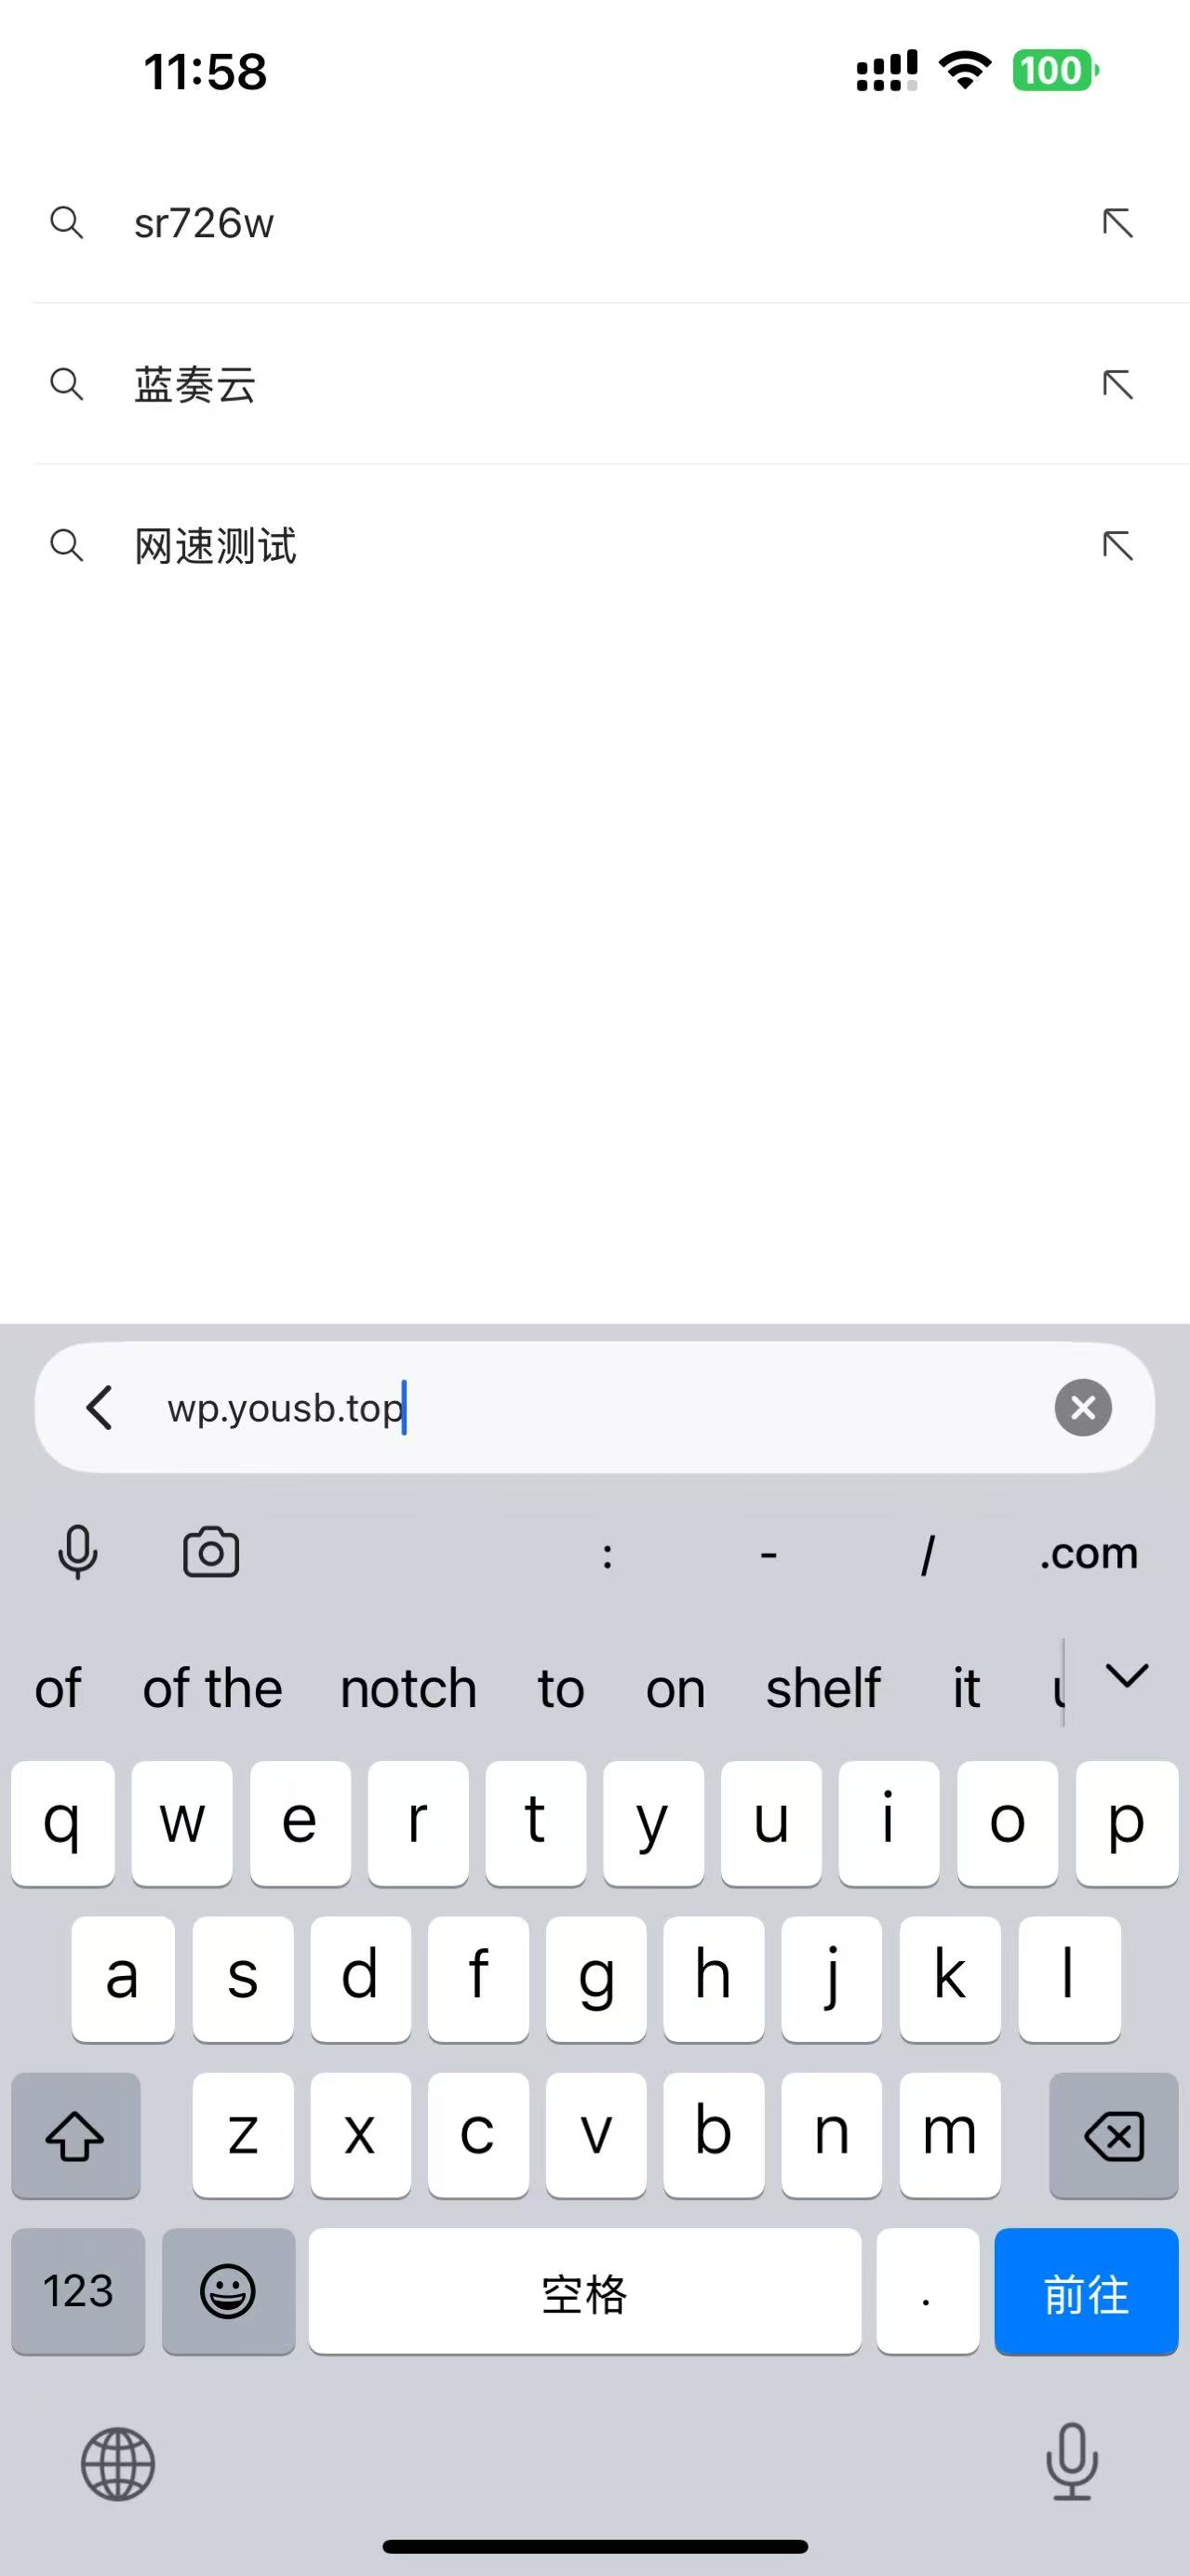 11:58
100
sr726w
蓝奏云
网速测试
wp.yousb.top
: - / .com
of of the notch to on shelf it
q w e r t y u i o p
a s d f g h j k l
z x c v b n m
123 空格 . 前往